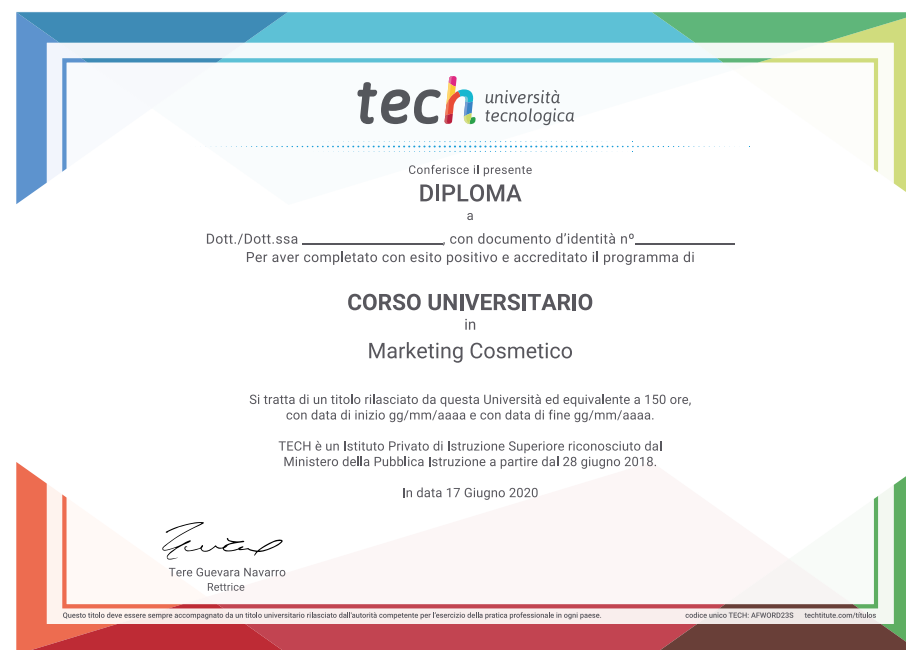 tech università
tecnologica
Conferisce il presente
DIPLOMA
a
Dott./Dott.ssa ____________________, con documento d'identità nº______________
Per aver completato con esito positivo e accreditato il programma di
CORSO UNIVERSITARIO
in
Marketing Cosmetico
Si tratta di un titolo rilasciato da questa Università ed equivalente a 150 ore,
con data di inizio gg/mm/aaaa e con data di fine gg/mm/aaaa.
TECH è un Istituto Privato di Istruzione Superiore riconosciuto dal
Ministero della Pubblica Istruzione a partire dal 28 giugno 2018.
In data 17 Giugno 2020
Tere Guevara Navarro
Rettrice
Questo titolo deve essere sempre accompagnato da un titolo universitario rilasciato dall'autorità competente per l'esercizio della pratica professionale in ogni paese. codice unico TECH: AFWORD23S techtitute.com/titulos